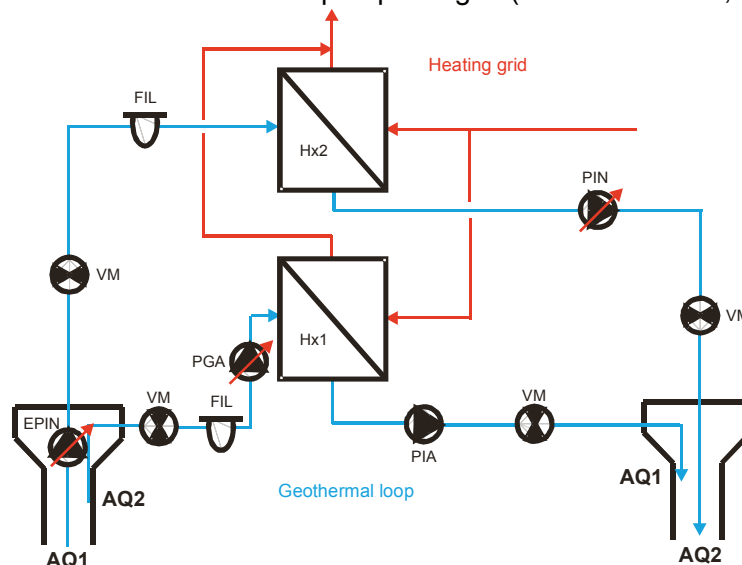 Heating grid
FIL
Hx2
PIN
VM
VM
Hx1
PGA
VM
FIL
EPIN
VM
PIA
AQ1
AQ2
Geothermal loop
AQ1
AQ2